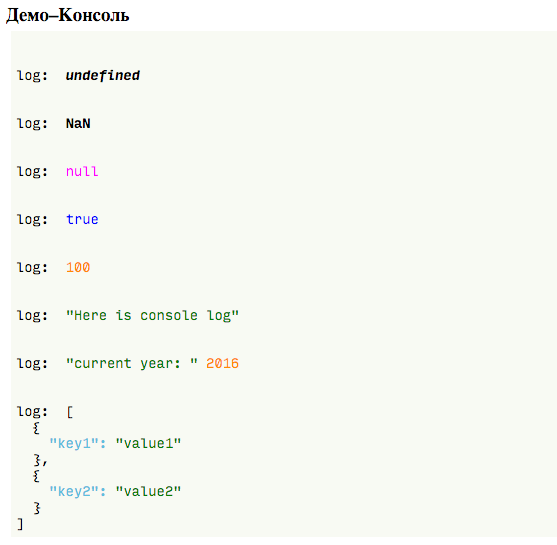 Демо–Консоль
log:  undefined
log:  NaN
log:  null
log:  true
log:  100
log:  "Here is console log"
log:  "current year: " 2016
log:  [
  {
    "key1": "value1"
  },
  {
    "key2": "value2"
  }
]